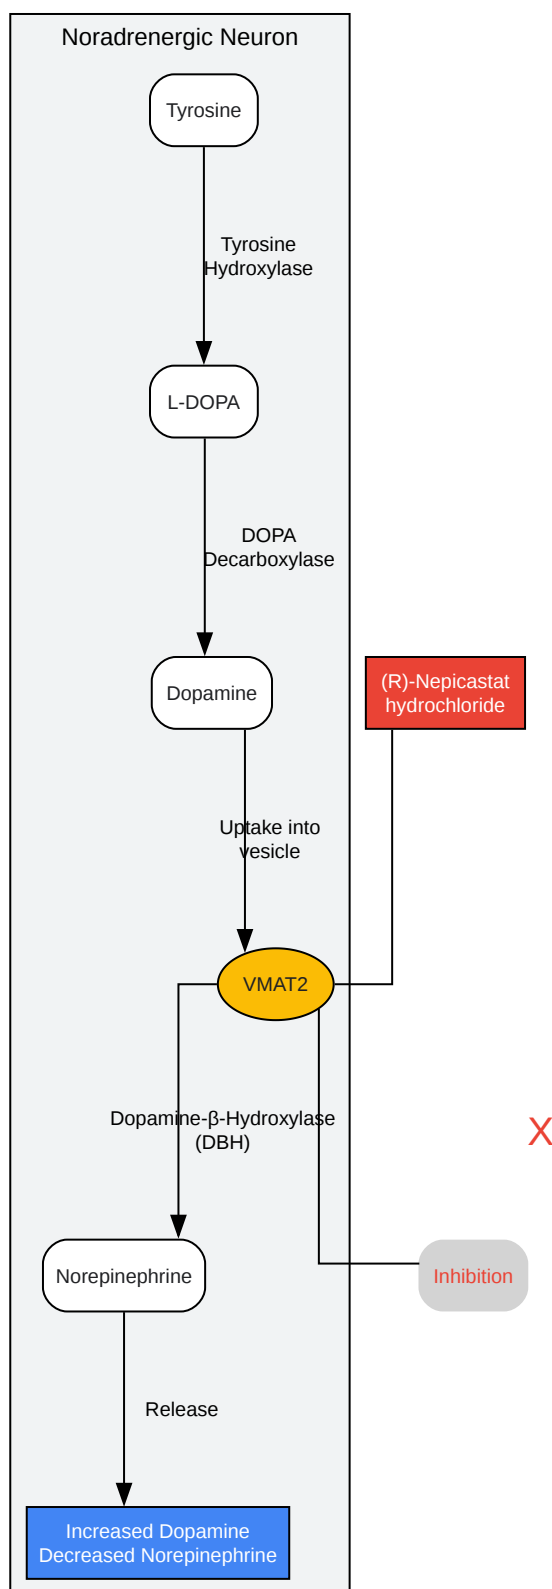 Noradrenergic Neuron
Tyrosine
Tyrosine
Hydroxylase
L-DOPA
DOPA
Decarboxylase
Dopamine
(R)-Nepicastat
hydrochloride
Uptake into
vesicle
VMAT2
Dopamine-β-Hydroxylase
(DBH)
X
Norepinephrine
Inhibition
Release
Increased Dopamine
Decreased Norepinephrine